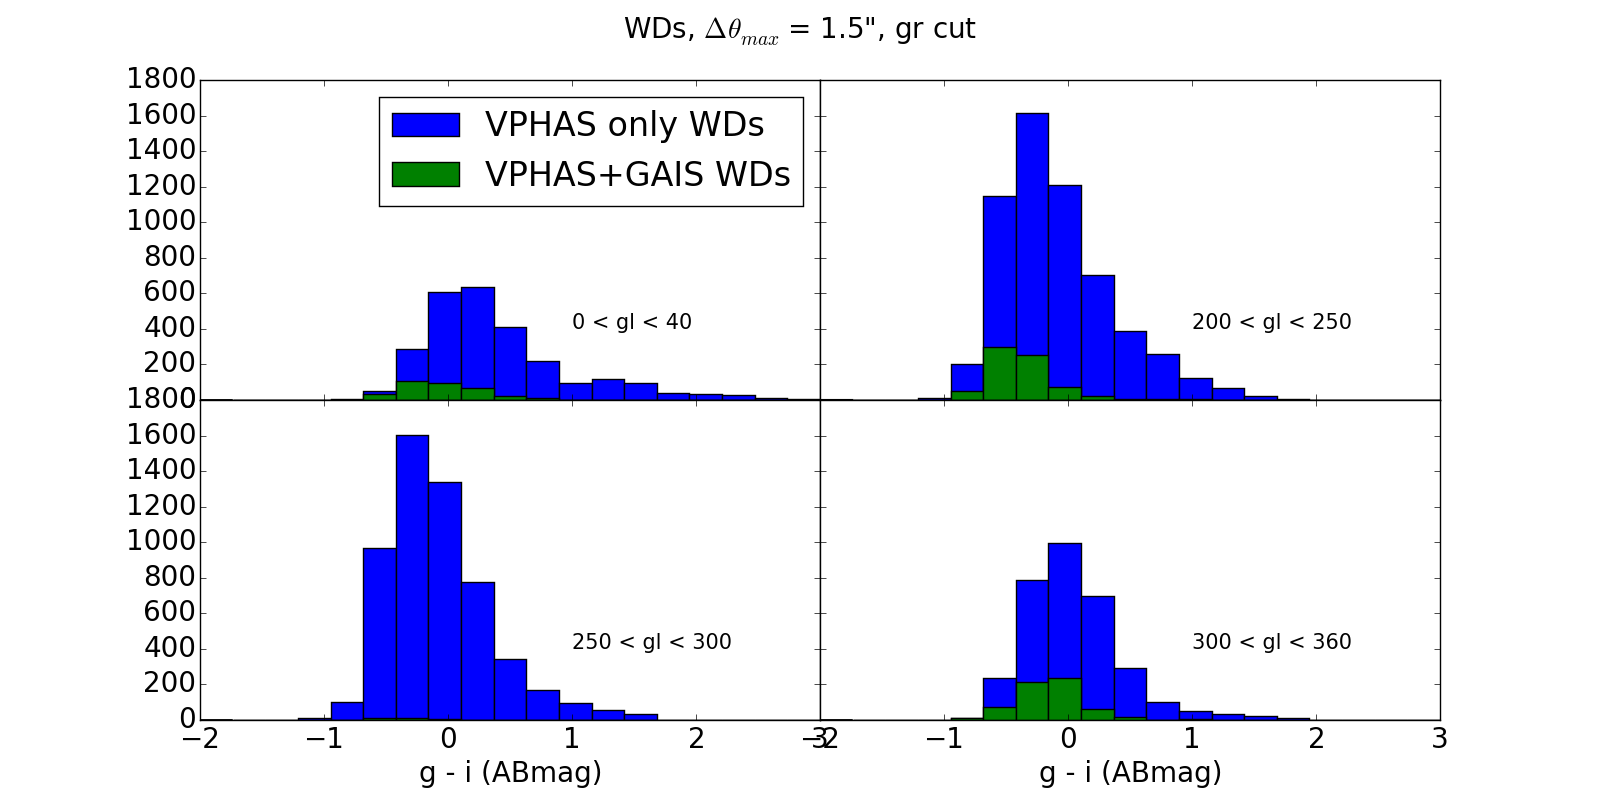 WDs, Δθmax = 1.5", gr cut
1800
1600
1400
1200
1000
800
600
400
200
VPHAS only WDs
VPHAS+GAIS WDs
0 < gl < 40
200 < gl < 250
1800
1600
1400
1200
1000
800
600
400
200
0
250 < gl < 300
300 < gl < 360
−2 −1 0 1 2 3
−2 −1 0 1 2 3
g - i (ABmag)
g - i (ABmag)